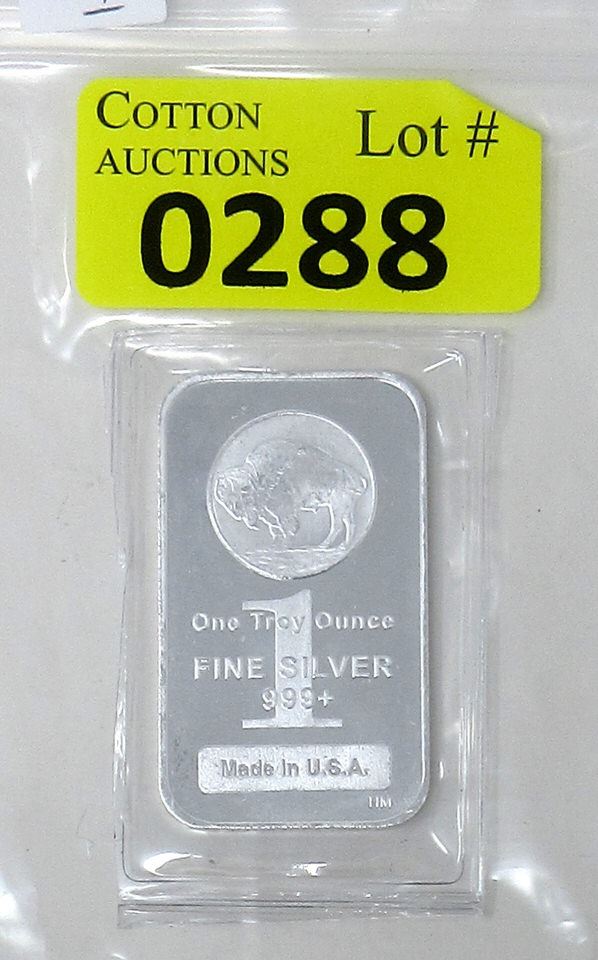 COTTON
AUCTIONS
Lot #
0288
1
One Troy Ounce
FINE SILVER
999+
Made in U.S.A.
HM